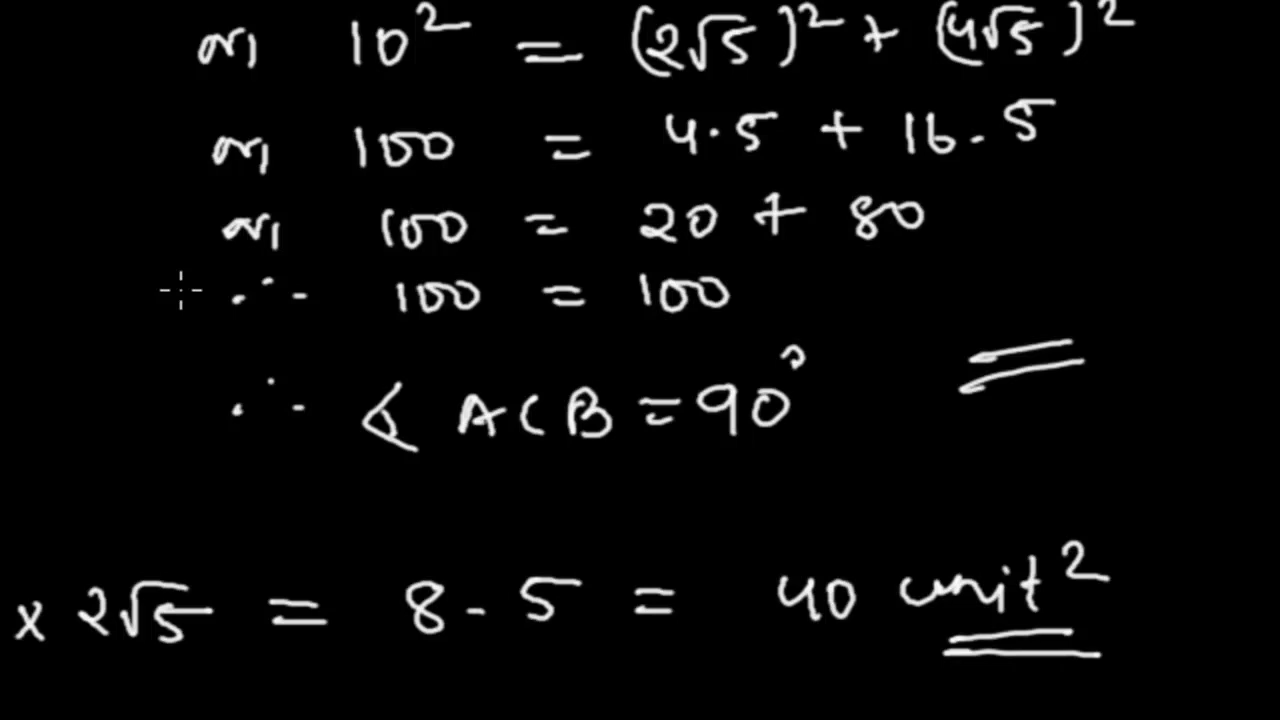 or, 10² = (2√5)² + (4√5)²
or, 100 = 4.5 + 16.5
or, 100 = 20 + 80
∴ 100 = 100
∴ ∢ ACB = 90°
x 2√5 = 8.5 = 40 unit²